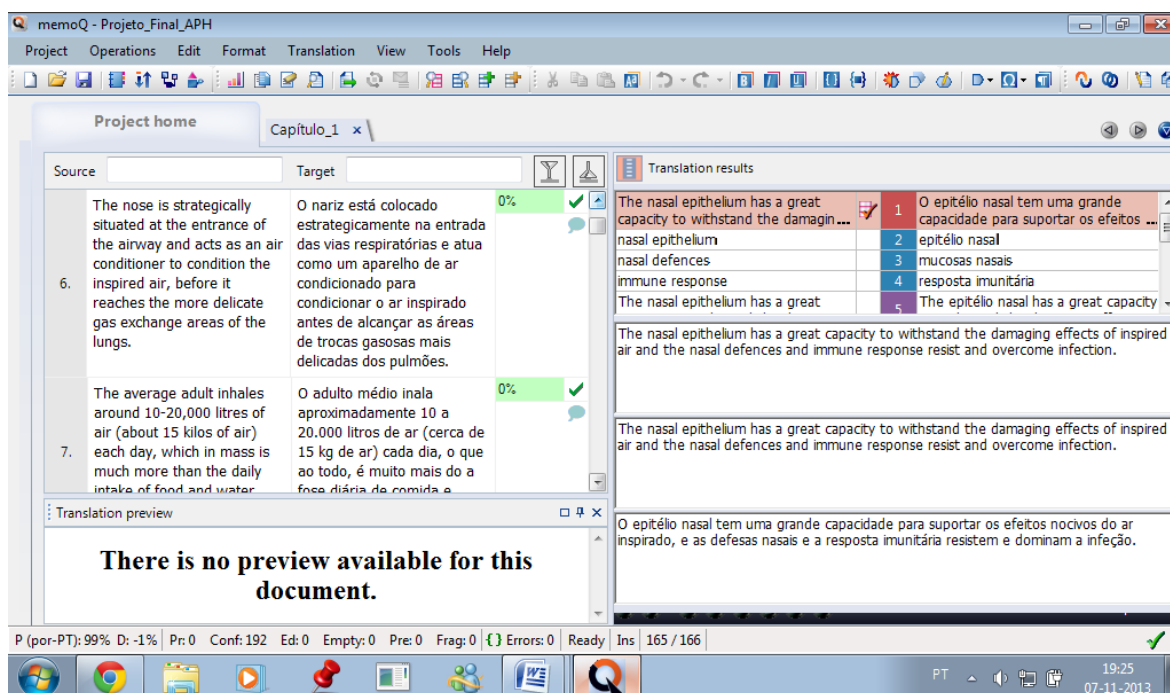 memoQ - Projeto_Final_APH
Project Operations Edit Format Translation View Tools Help
Project home
Capítulo_1
Source
Target
6.
The nose is strategically
situated at the entrance of
the airway and acts as an air
conditioner to condition the
inspired air, before it
reaches the more delicate
gas exchange areas of the
lungs.
O nariz está colocado
estrategicamente na entrada
das vias respiratórias e atua
como um aparelho de ar
condicionado para
condicionar o ar inspirado
antes de alcançar as áreas
de trocas gasosas mais
delicadas dos pulmões.
0%
7.
The average adult inhales
around 10-20,000 litres of
air (about 15 kilos of air)
each day, which in mass is
much more than the daily
intake of food and water
O adulto médio inala
aproximadamente 10 a
20.000 litros de ar (cerca de
15 kg de ar) cada dia, o que
ao todo, é muito mais do a
fose diária de comida e
0%
Translation preview
There is no preview available for this
document.
Translation results
The nasal epithelium has a great
capacity to withstand the damagin...
1
O epitélio nasal tem uma grande
capacidade para suportar os efeitos ...
nasal epithelium 2 epitélio nasal
nasal defences 3 mucosas nasais
immune response 4 resposta imunitária
The nasal epithelium has a great 5 The epitélio nasal has a great capacity
The nasal epithelium has a great capacity to withstand the damaging effects of inspired
air and the nasal defences and immune response resist and overcome infection.
The nasal epithelium has a great capacity to withstand the damaging effects of inspired
air and the nasal defences and immune response resist and overcome infection.
O epitélio nasal tem uma grande capacidade para suportar os efeitos nocivos do ar
inspirado, e as defesas nasais e a resposta imunitária resistem e dominam a infeção.
P (por-PT): 99% D: -1% Pr: 0 Conf: 192 Ed: 0 Empty: 0 Pre: 0 Frag: 0 {} Errors: 0 Ready Ins 165 / 166
PT
19:25
07-11-2013